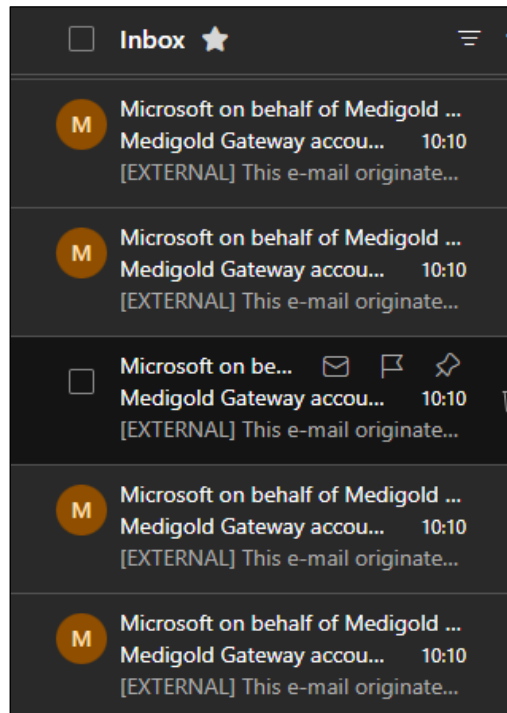 Inbox
M
Microsoft on behalf of Medigold ...
Medigold Gateway accou... 10:10
[EXTERNAL] This e-mail originate...
M
Microsoft on behalf of Medigold ...
Medigold Gateway accou... 10:10
[EXTERNAL] This e-mail originate...
Microsoft on be...
Medigold Gateway accou... 10:10
[EXTERNAL] This e-mail originate...
M
Microsoft on behalf of Medigold ...
Medigold Gateway accou... 10:10
[EXTERNAL] This e-mail originate...
M
Microsoft on behalf of Medigold ...
Medigold Gateway accou... 10:10
[EXTERNAL] This e-mail originate...